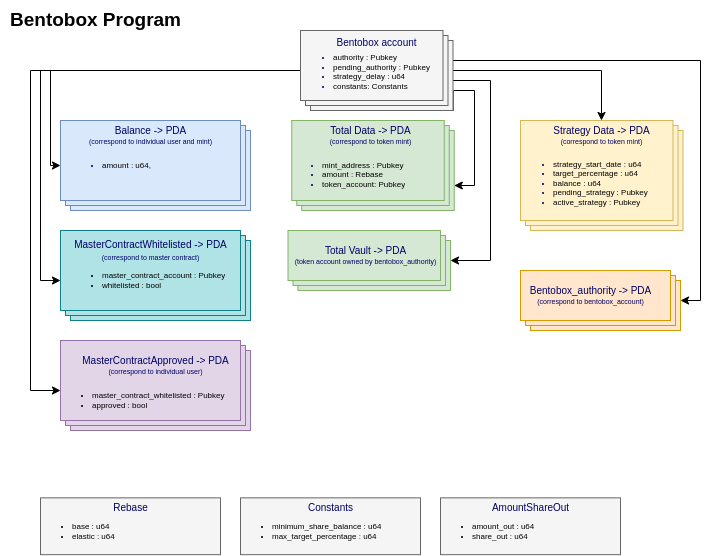 Bentobox Program
Bentobox account
authority : Pubkey
pending_authority : Pubkey
strategy_delay : u64
constants: Constants
Balance -> PDA
(correspond to individual user and mint)
amount : u64,
Total Data -> PDA
(correspond to token mint)
mint_address : Pubkey
amount : Rebase
token_account: Pubkey
Strategy Data -> PDA
(correspond to token mint)
strategy_start_date : u64
target_percentage : u64
balance : u64
pending_strategy : Pubkey
active_strategy : Pubkey
MasterContractWhitelisted -> PDA
(correspond to master contract)
master_contract_account : Pubkey
whitelisted : bool
Total Vault -> PDA
(token account owned by bentobox_authority)
Bentobox_authority -> PDA
(correspond to bentobox_account)
MasterContractApproved -> PDA
(correspond to individual user)
master_contract_whitelisted : Pubkey
approved : bool
Rebase
base : u64
elastic : u64
Constants
minimum_share_balance : u64
max_target_percentage : u64
AmountShareOut
amount_out : u64
share_out : u64